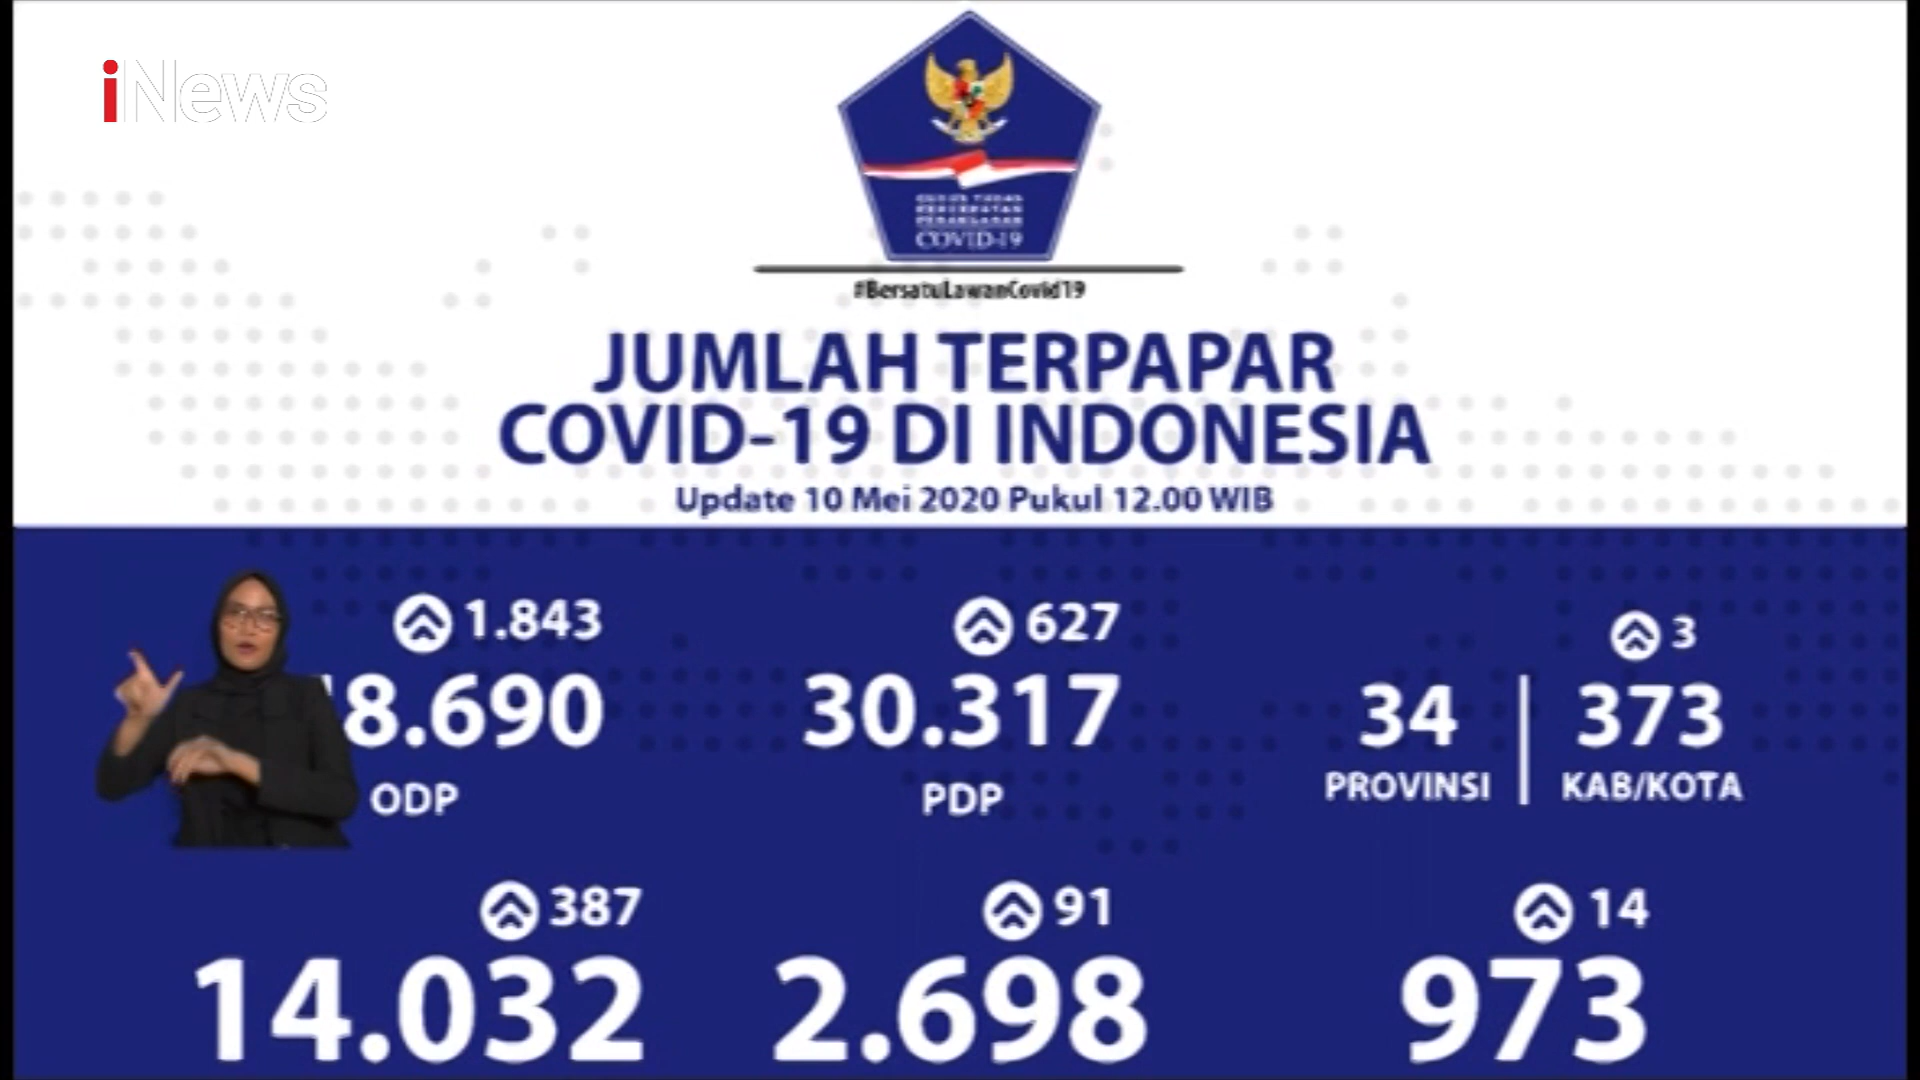 iNews
COVID-19
#BersatuLawanCovid19
JUMLAH TERPAPAR
COVID-19 DI INDONESIA
Update 10 Mei 2020 Pukul 12.00 WIB
1.843
8.690
ODP
627
30.317
PDP
34
PROVINSI
3
373
KAB/KOTA
387
14.032
91
2.698
14
973